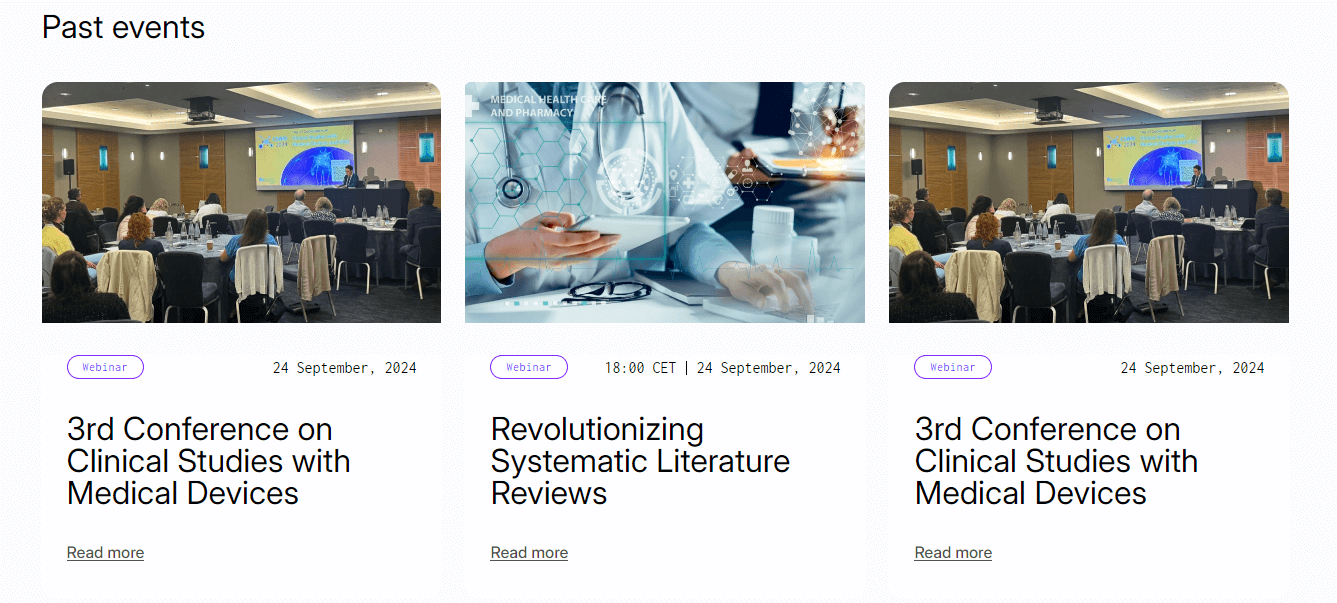 Past events
MEDICAL HEALTH CARE
AND PHARMACY
Webinar
24 September, 2024
3rd Conference on
Clinical Studies with
Medical Devices
Read more
Webinar
18:00 CET | 24 September, 2024
Revolutionizing
Systematic Literature
Reviews
Read more
Webinar
24 September, 2024
3rd Conference on
Clinical Studies with
Medical Devices
Read more